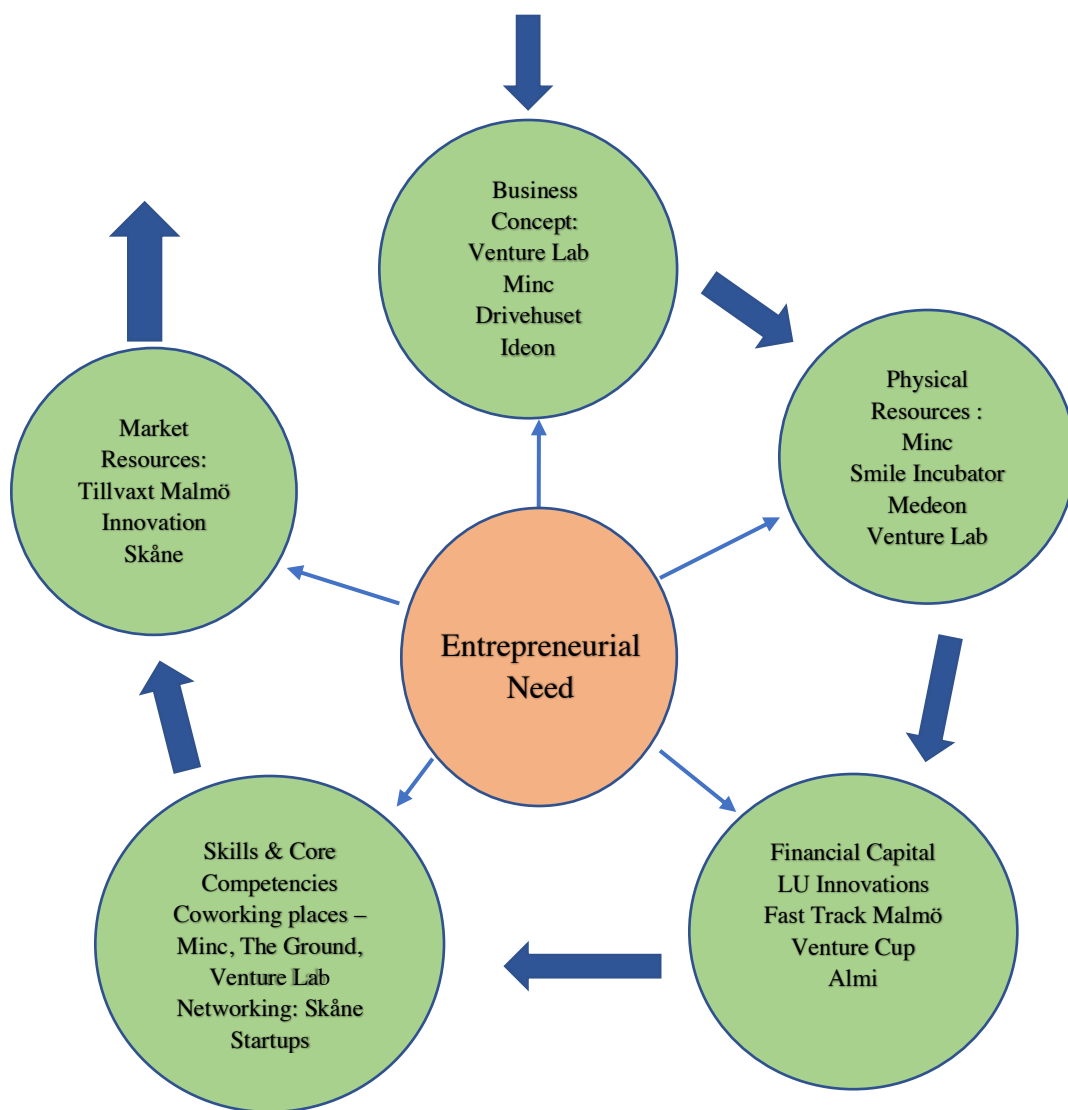 Business
Concept:
Venture Lab
Minc
Drivehuset
Ideon
Physical
Resources :
Minc
Smile Incubator
Medeon
Venture Lab
Market
Resources:
Tillvaxt Malmö
Innovation
Skåne
Entrepreneurial
Need
Skills & Core
Competencies
Coworking places –
Minc, The Ground,
Venture Lab
Networking: Skåne
Startups
Financial Capital
LU Innovations
Fast Track Malmö
Venture Cup
Almi